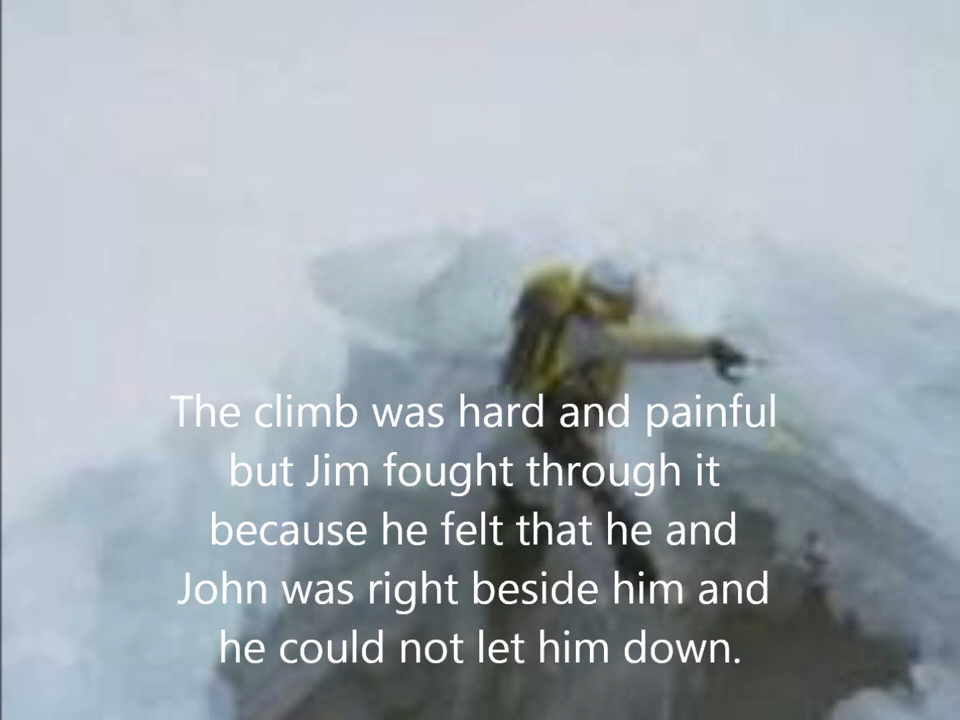 The climb was hard and painful
but Jim fought through it
because he felt that he and
John was right beside him and
he could not let him down.